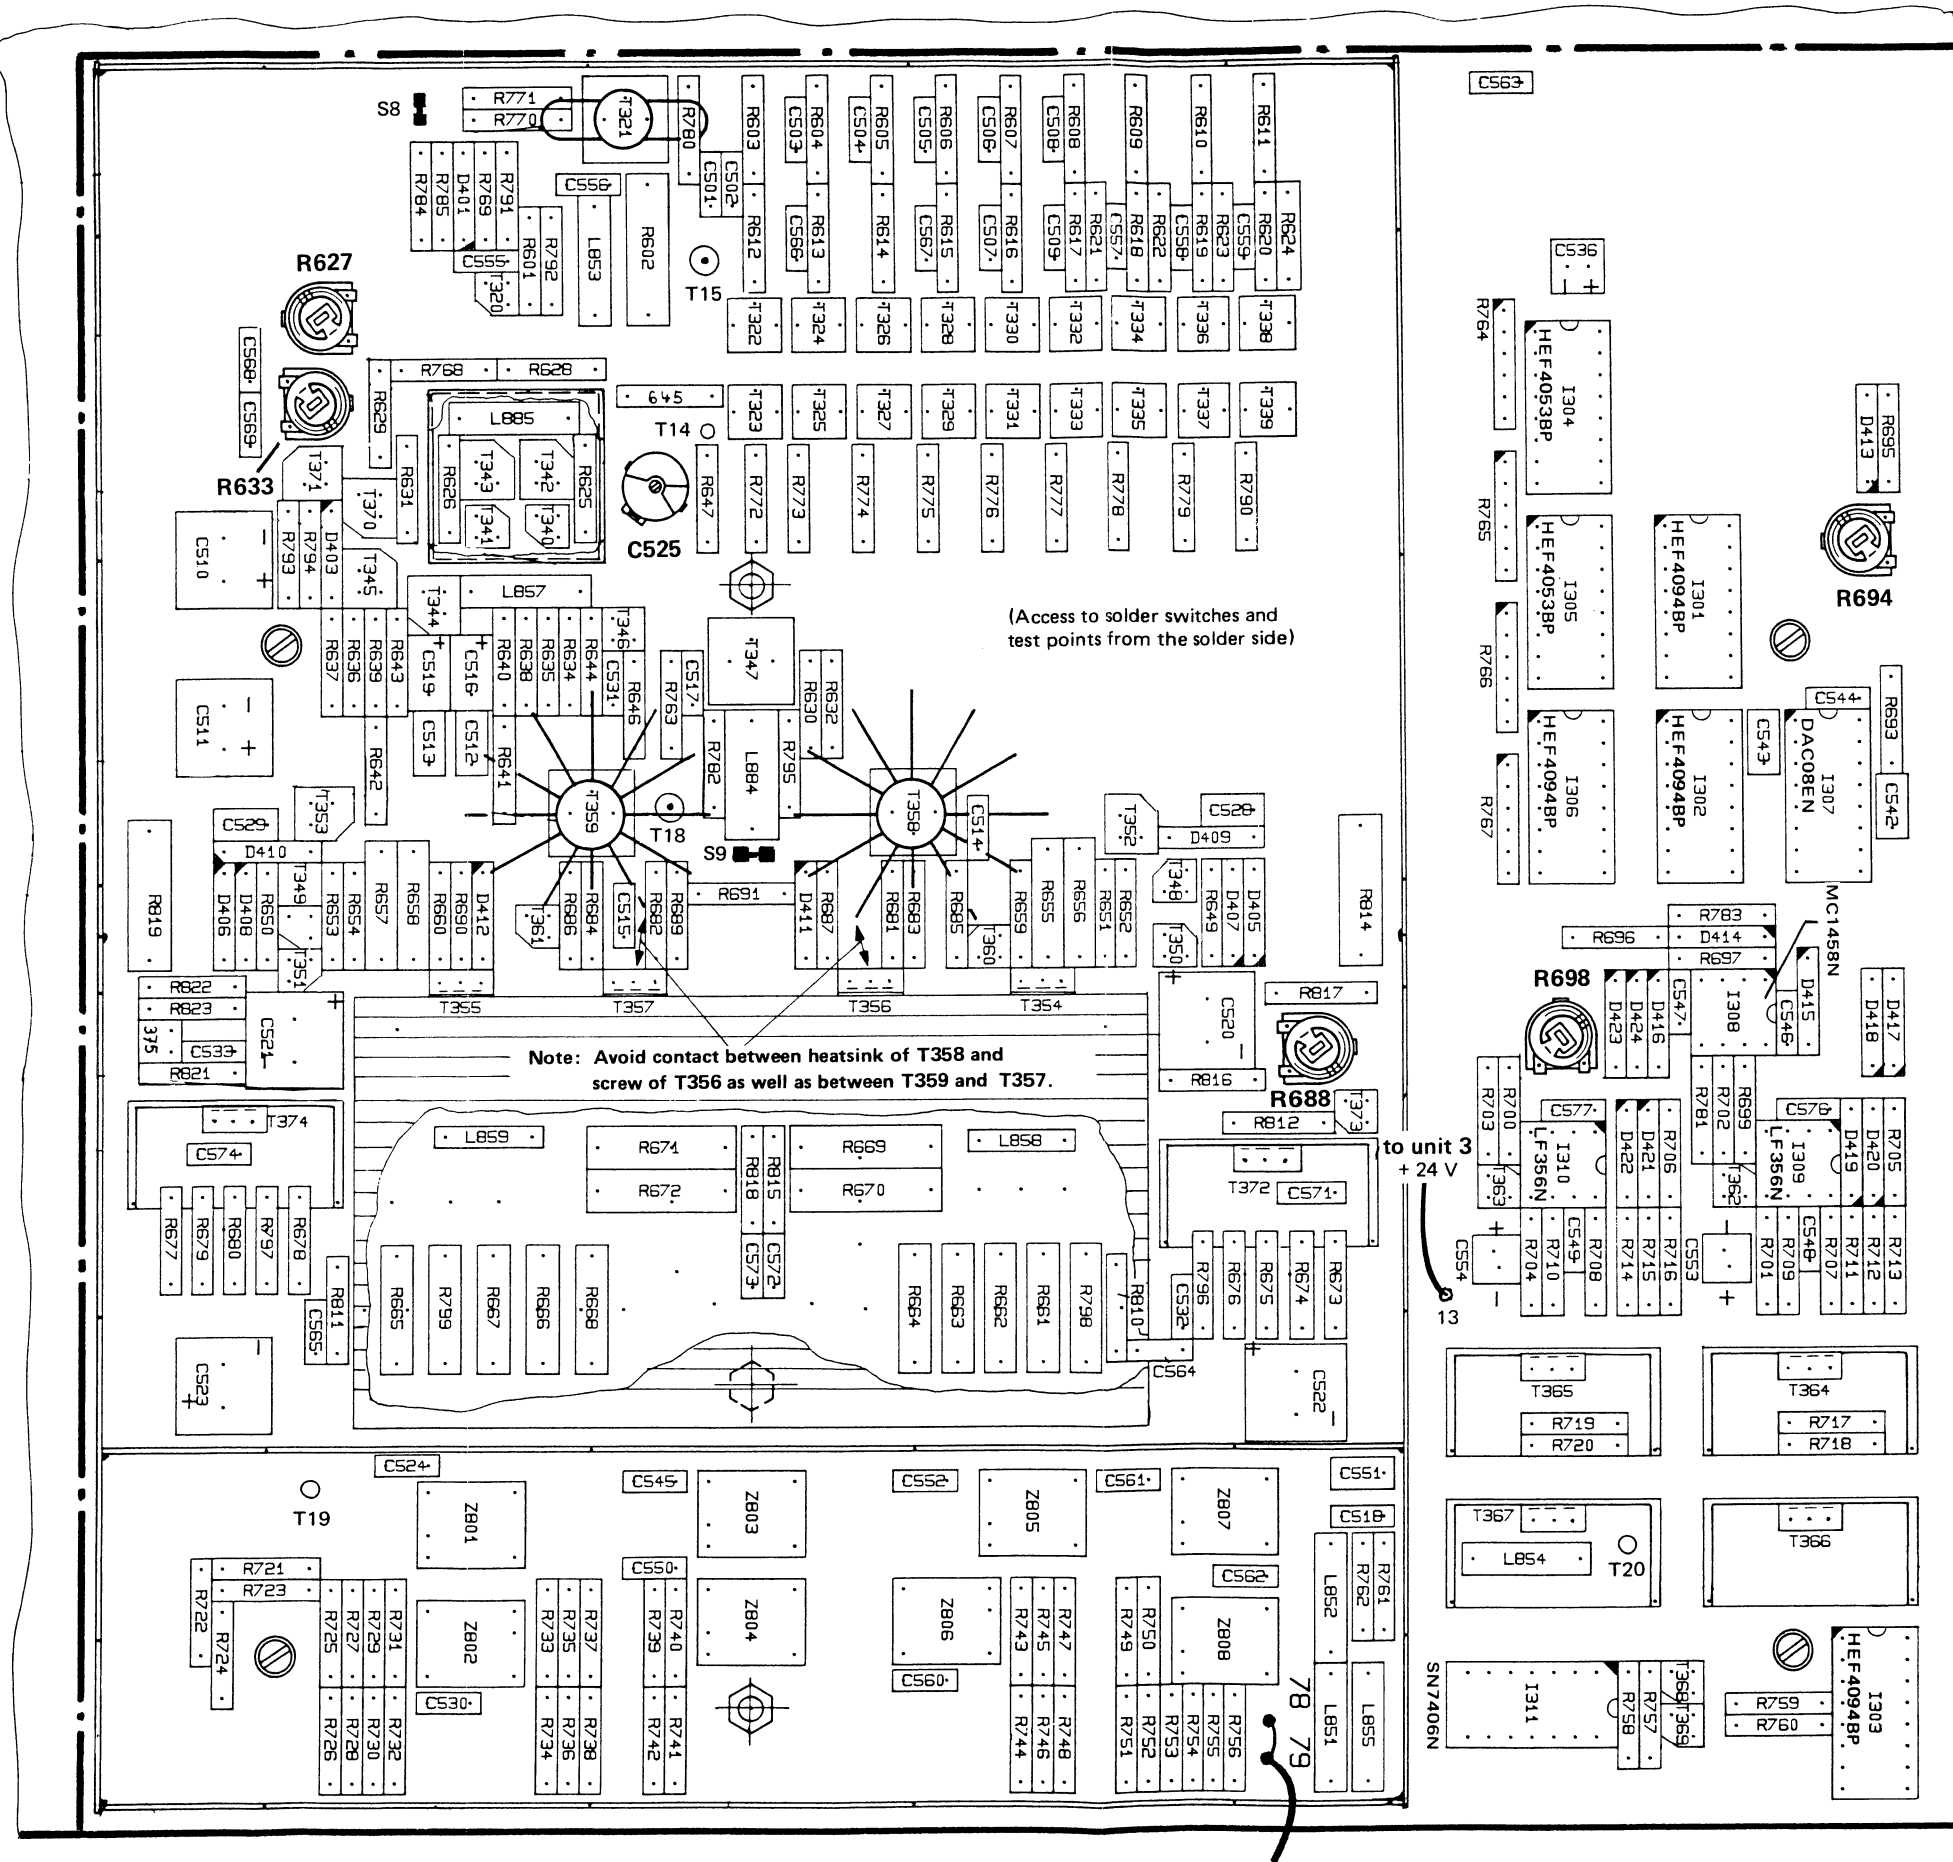 C563
S8
R771
R770
T321
R780
R603
C503
R604
C504
R605
C505
R606
C506
R607
C508
R608
R609
R610
R611
R784
R785
D401
R769
R791
C556
C501
C502
R601
R792
L853
R602
C555
T320
T15
R612
C566
R613
R614
C567
R615
C507
R616
C509
R617
R621
C557
R618
R622
C558
R619
R623
C559
R620
R624
C536
- +
R627
T322
T324
T326
T328
T330
T332
T334
T336
T338
R764
HEF4053BP
I304
C568
C569
R768
R628
R629
645
L885
T14
T323
T325
T327
T329
T331
T333
T335
T337
T339
D413
R695
R633
T371
T370
R631
R626
T343
T342
R625
T341
T340
C525
R647
R772
R773
R774
R775
R776
R777
R778
R779
R790
R765
HEF4053BP
I305
HEF4094BP
I301
R694
C510
- +
R793
R794
D403
T345
T344
L857
T346
(Access to solder switches and
test points from the solder side)
R637
R636
R639
R643
C519
+
C516
+
R640
R638
R635
R634
R644
C531
R646
R763
C517
T347
R630
R632
R766
C544
R693
C511
- +
R642
C513
C512
R641
R782
L884
R795
HEF4094BP
I306
HEF4094BP
I302
C543
DAC08EN
I307
C542
R767
T353
C529
D410
T359
T18
S9
T358
C514
T352
C528
D409
R819
D406
D408
R650
T349
R653
R654
R657
R658
R660
R690
D412
T361
R686
R684
C515
R682
R689
R691
D411
R687
R681
R683
R685
T360
R659
R655
R656
R651
R652
T348
T350
R649
D407
D405
R814
T351
MC1458N
R783
R696
D414
R697
R822
R823
375
C533
R821
C521
+ -
T355
T357
T356
T354
C520
+ -
R817
R816
R688
R698
D423
D424
D416
C547
I308
C546
D415
D418
D417
Note: Avoid contact between heatsink of T358 and
screw of T356 as well as between T359 and T357.
T373
R812
T374
C574
L859
R671
R672
R818
R815
R669
R670
L858
T372
C571
to unit 3
+ 24 V
13
R703
R700
C577
LF356N
I310
T363
D422
D421
R706
R781
R702
R699
C576
LF356N
I309
T362
D419
D420
R705
R677
R679
R680
R797
R678
C573
C572
R811
C565
R665
R799
R667
R666
R668
R664
R663
R662
R661
R798
R810
C532
C564
R796
R676
R675
R674
R673
C554
+ -
R704
R710
C549
R708
R714
R715
R716
C553
- +
R701
R709
C548
R707
R711
R712
R713
C523
- +
C522
+ -
T365
R719
R720
T364
R717
R718
C524
T19
Z801
C545
Z803
C552
Z805
C561
Z807
C551
C518
T367
L854
T20
T366
R721
R723
R722
R724
R725
R727
R729
R731
Z802
C530
R733
R735
R737
C550
R739
R740
Z804
Z806
C560
R743
R745
R747
R749
R750
C562
Z808
L852
R762
R761
R726
R728
R730
R732
R734
R736
R738
R742
R741
R744
R746
R748
R751
R752
R753
R754
R755
R756
78 79
L851
L855
SN7406N
I311
R758
R757
T368
T369
R759
R760
HEF4094BP
I303